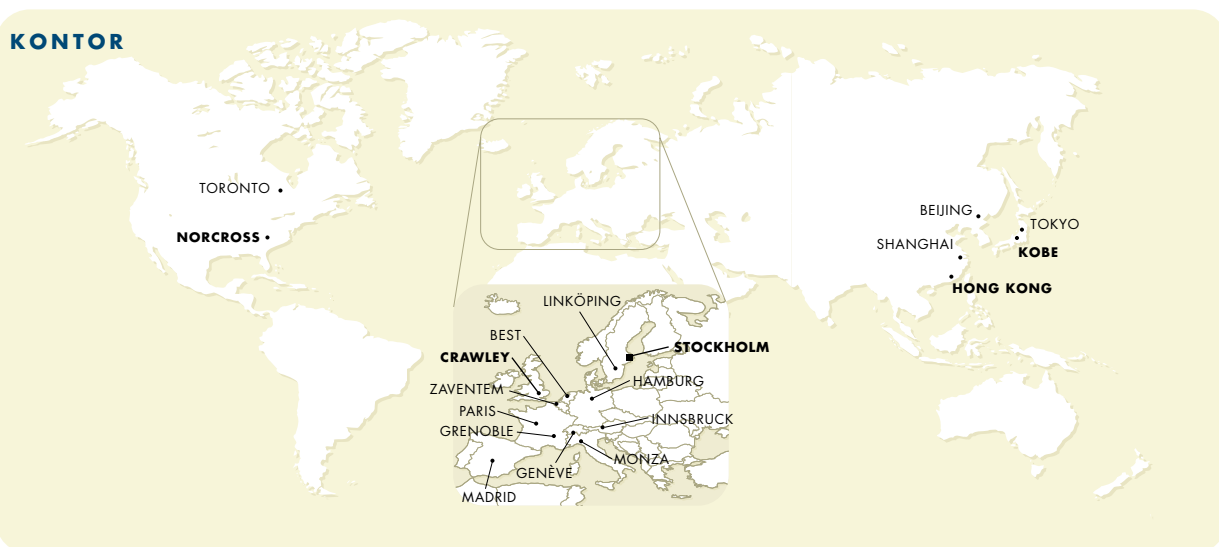 KONTOR
TORONTO
NORCROSS
BEIJING
TOKYO
SHANGHAI
KOBE
HONG KONG
LINKÖPING
BEST
STOCKHOLM
CRAWLEY
HAMBURG
ZAVENTEM
PARIS
INNSBRUCK
GRENOBLE
MONZA
GENÈVE
MADRID